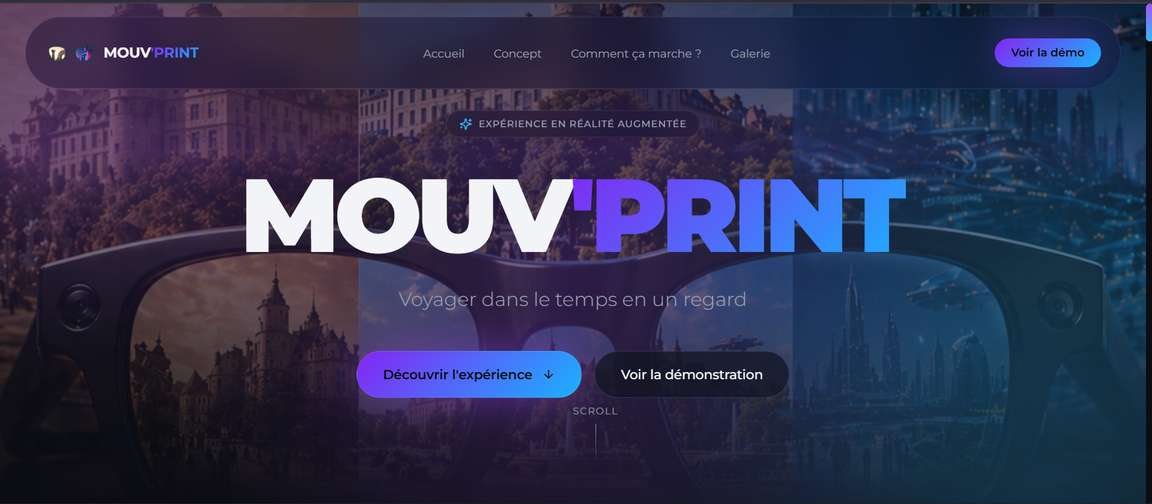 MOUV'PRINT
Accueil
Concept
Comment ça marche ?
Galerie
Voir la démo
EXPÉRIENCE EN RÉALITÉ AUGMENTÉE
MOUV'PRINT
Voyager dans le temps en un regard
Découvrir l'expérience
Voir la démonstration
SCROLL